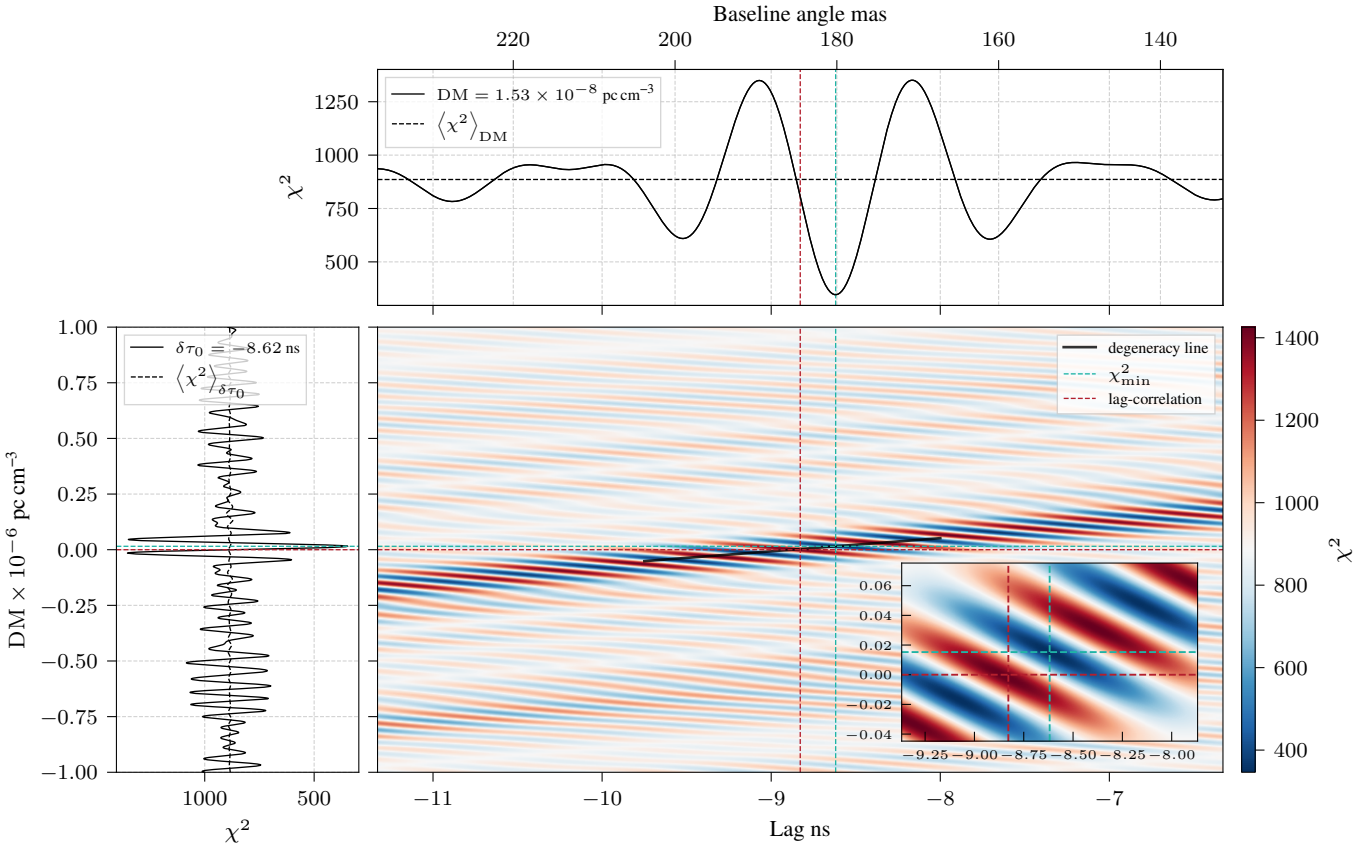 Baseline angle mas
220 200 180 160 140
DM = 1.53 × 10⁻⁸ pc cm⁻³
⟨χ²⟩_DM
1250
1000
750
500
χ²
δτ₀ = −8.62 ns
⟨χ²⟩_δτ₀
1.00
0.75
0.50
0.25
0.00
−0.25
−0.50
−0.75
−1.00
DM × 10⁻⁶ pc cm⁻³
1000 500
χ²
degeneracy line
χ²_min
lag-correlation
0.06
0.04
0.02
0.00
−0.02
−0.04
−9.25 −9.00 −8.75 −8.50 −8.25 −8.00
−11 −10 −9 −8 −7
Lag ns
1400
1200
1000
800
600
400
χ²